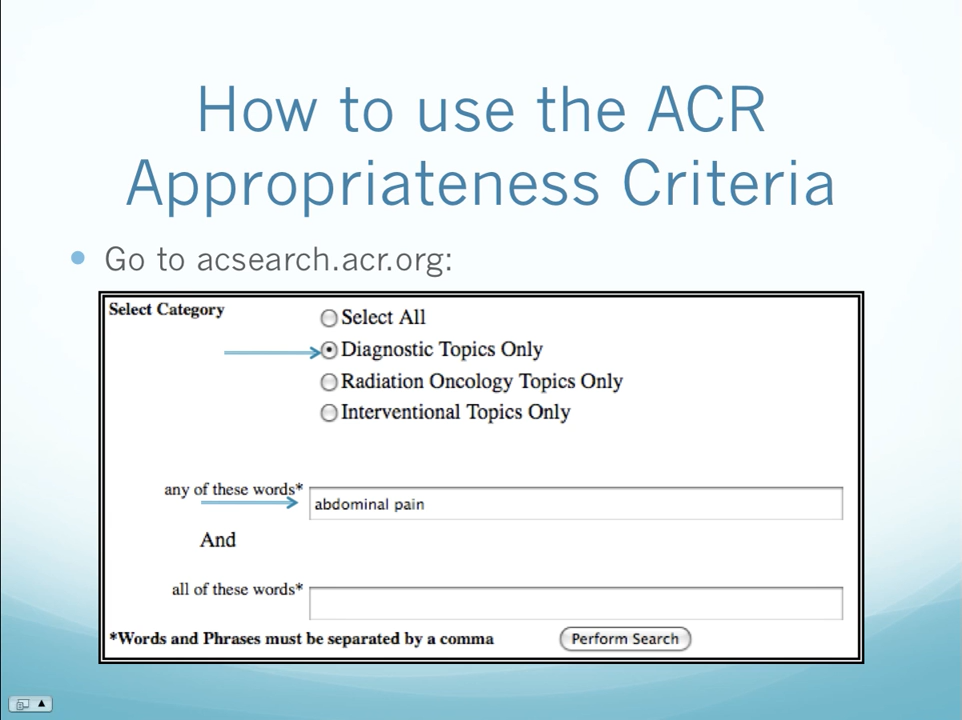 How to use the ACR
Appropriateness Criteria
Go to acsearch.acr.org:
Select Category
Select All
Diagnostic Topics Only
Radiation Oncology Topics Only
Interventional Topics Only
any of these words*
abdominal pain
And
all of these words*
*Words and Phrases must be separated by a comma
Perform Search